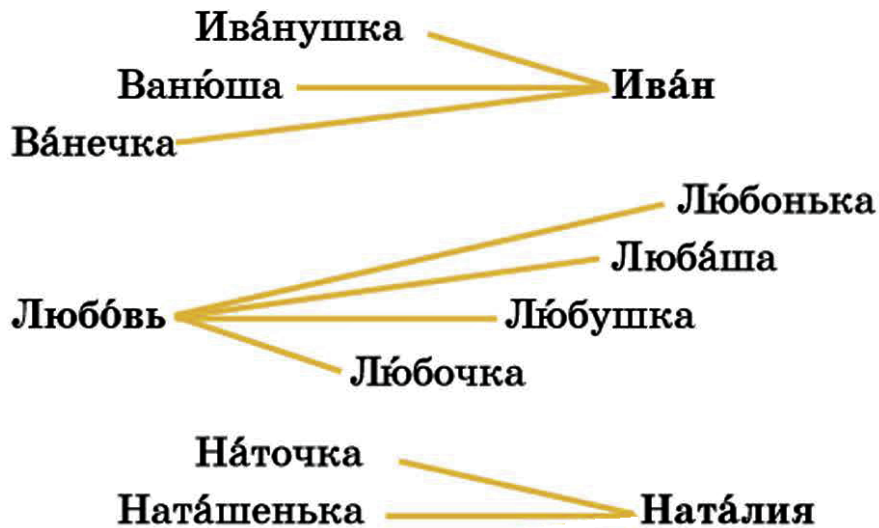 Ива́нушка
Ваню́ша Ива́н
Ва́нечка
Лю́бонька
Люба́ша
Любо́вь Лю́бушка
Лю́бочка
На́точка
Ната́шенька Ната́лия